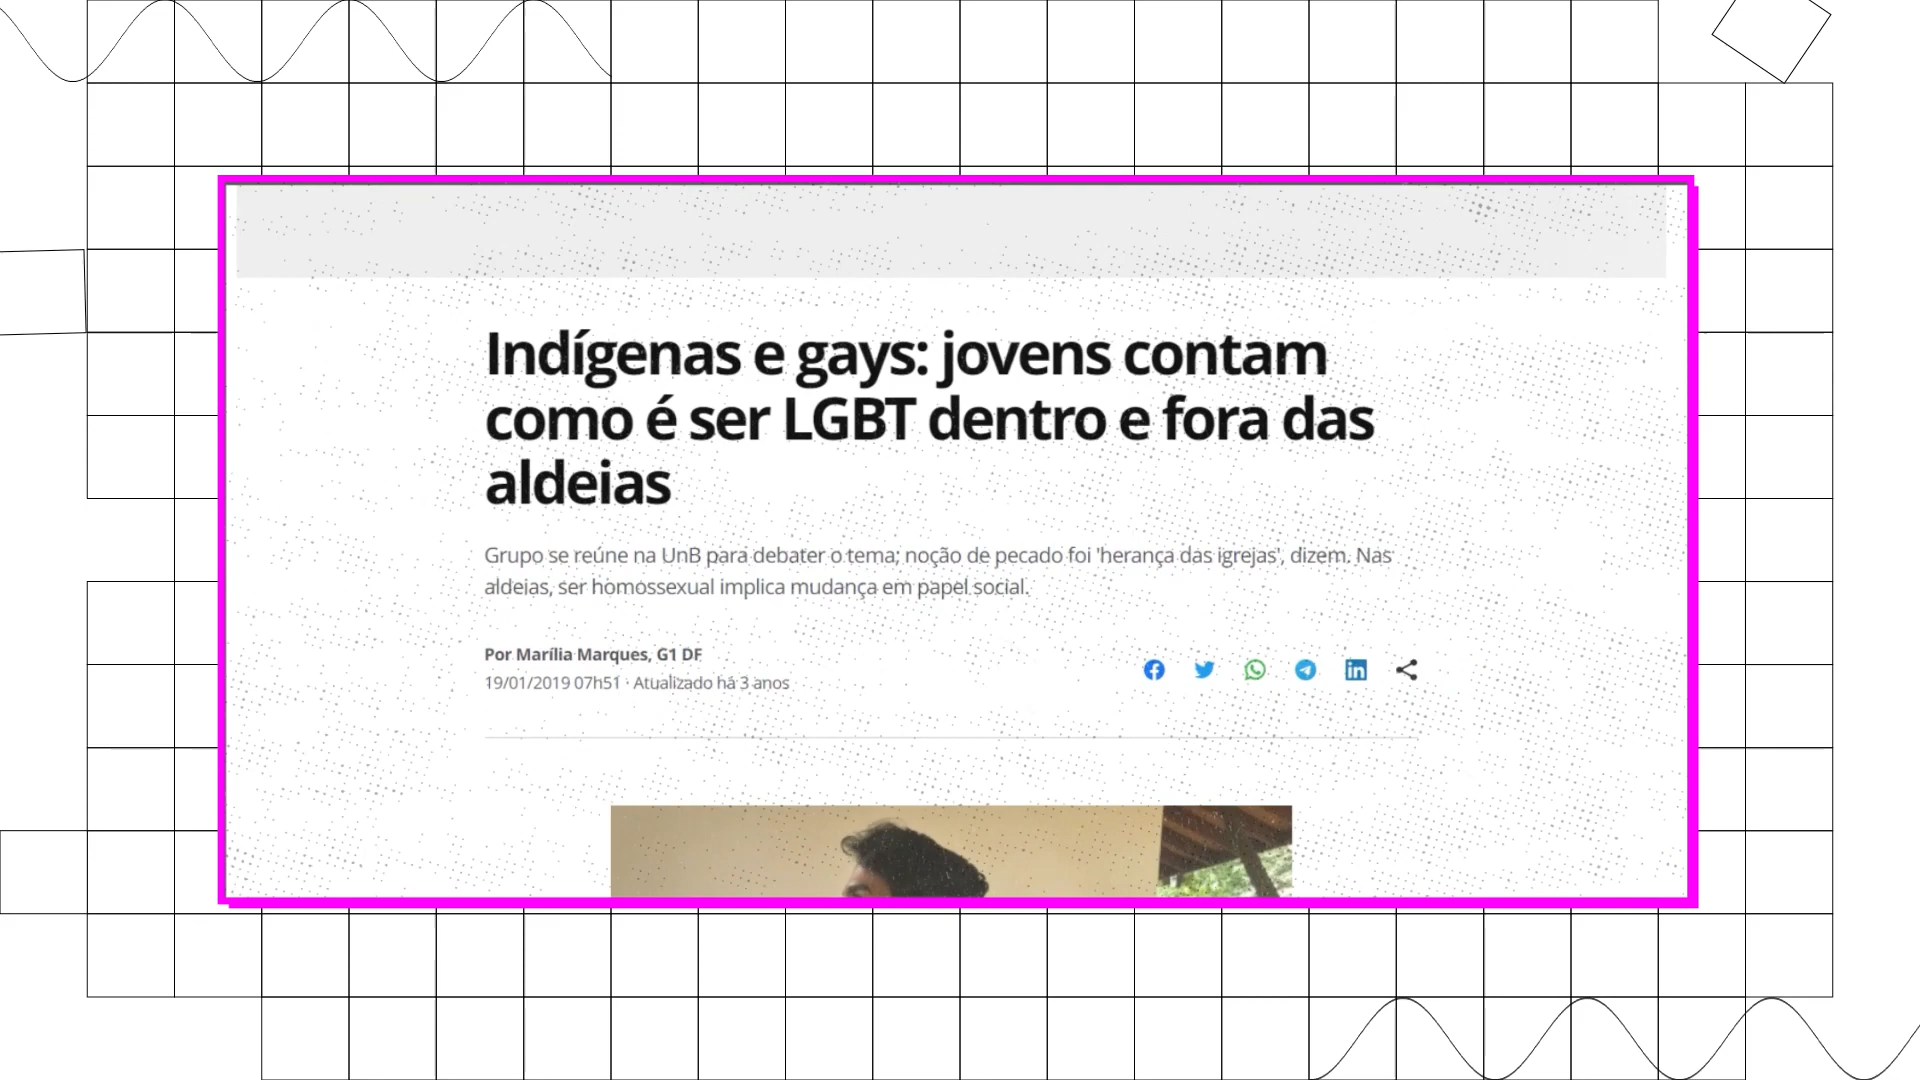 Indígenas e gays: jovens contam
como é ser LGBT dentro e fora das
aldeias
Grupo se reúne na UnB para debater o tema; noção de pecado foi 'herança das igrejas', dizem. Nas
aldeias, ser homossexual implica mudança em papel social.
Por Marília Marques, G1 DF
19/01/2019 07h51 · Atualizado há 3 anos